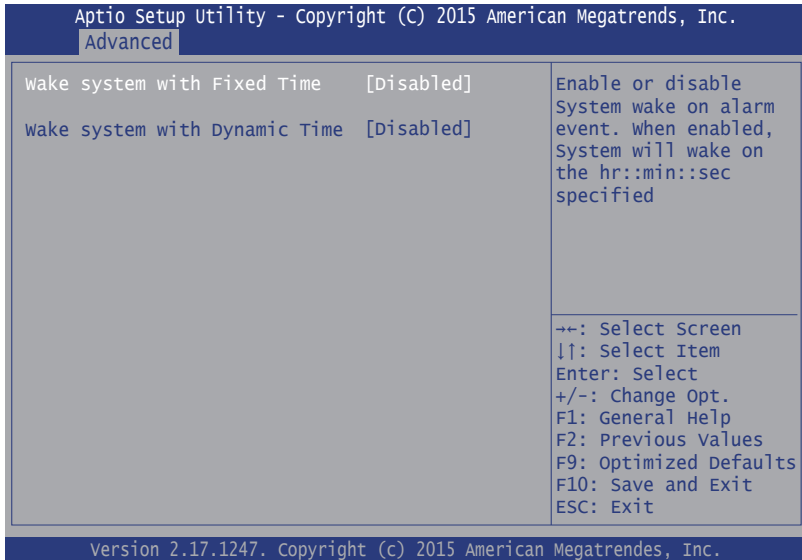 Aptio Setup Utility - Copyright (C) 2015 American Megatrends, Inc.
Advanced
Wake system with Fixed Time [Disabled]
Wake system with Dynamic Time [Disabled]
Enable or disable
System wake on alarm
event. When enabled,
System will wake on
the hr::min::sec
specified
→←: Select Screen
↓↑: Select Item
Enter: Select
+/-: Change Opt.
F1: General Help
F2: Previous Values
F9: Optimized Defaults
F10: Save and Exit
ESC: Exit
Version 2.17.1247. Copyright (c) 2015 American Megatrendes, Inc.